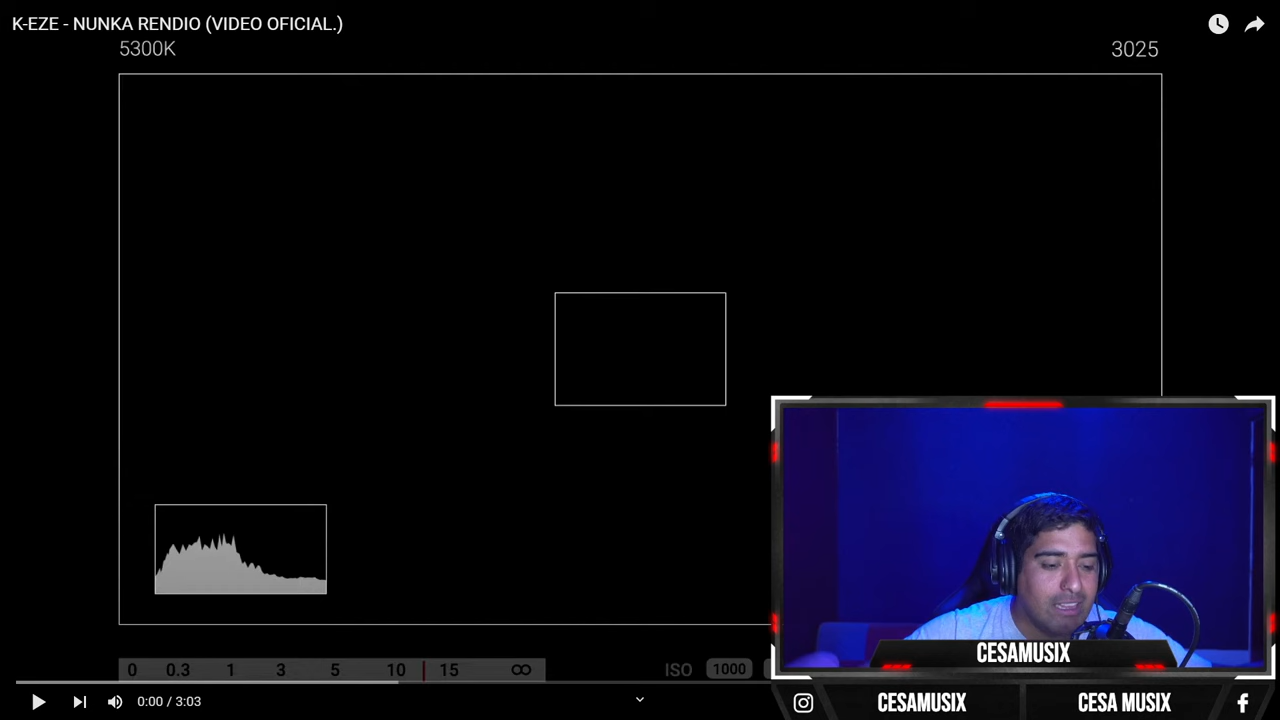 K-EZE - NUNKA RENDIO (VIDEO OFICIAL.)
5300K 3025
0 0.3 1 3 5 10 15 ∞ ISO 1000
CESAMUSIX
0:00 / 3:03
CESAMUSIX CESA MUSIX